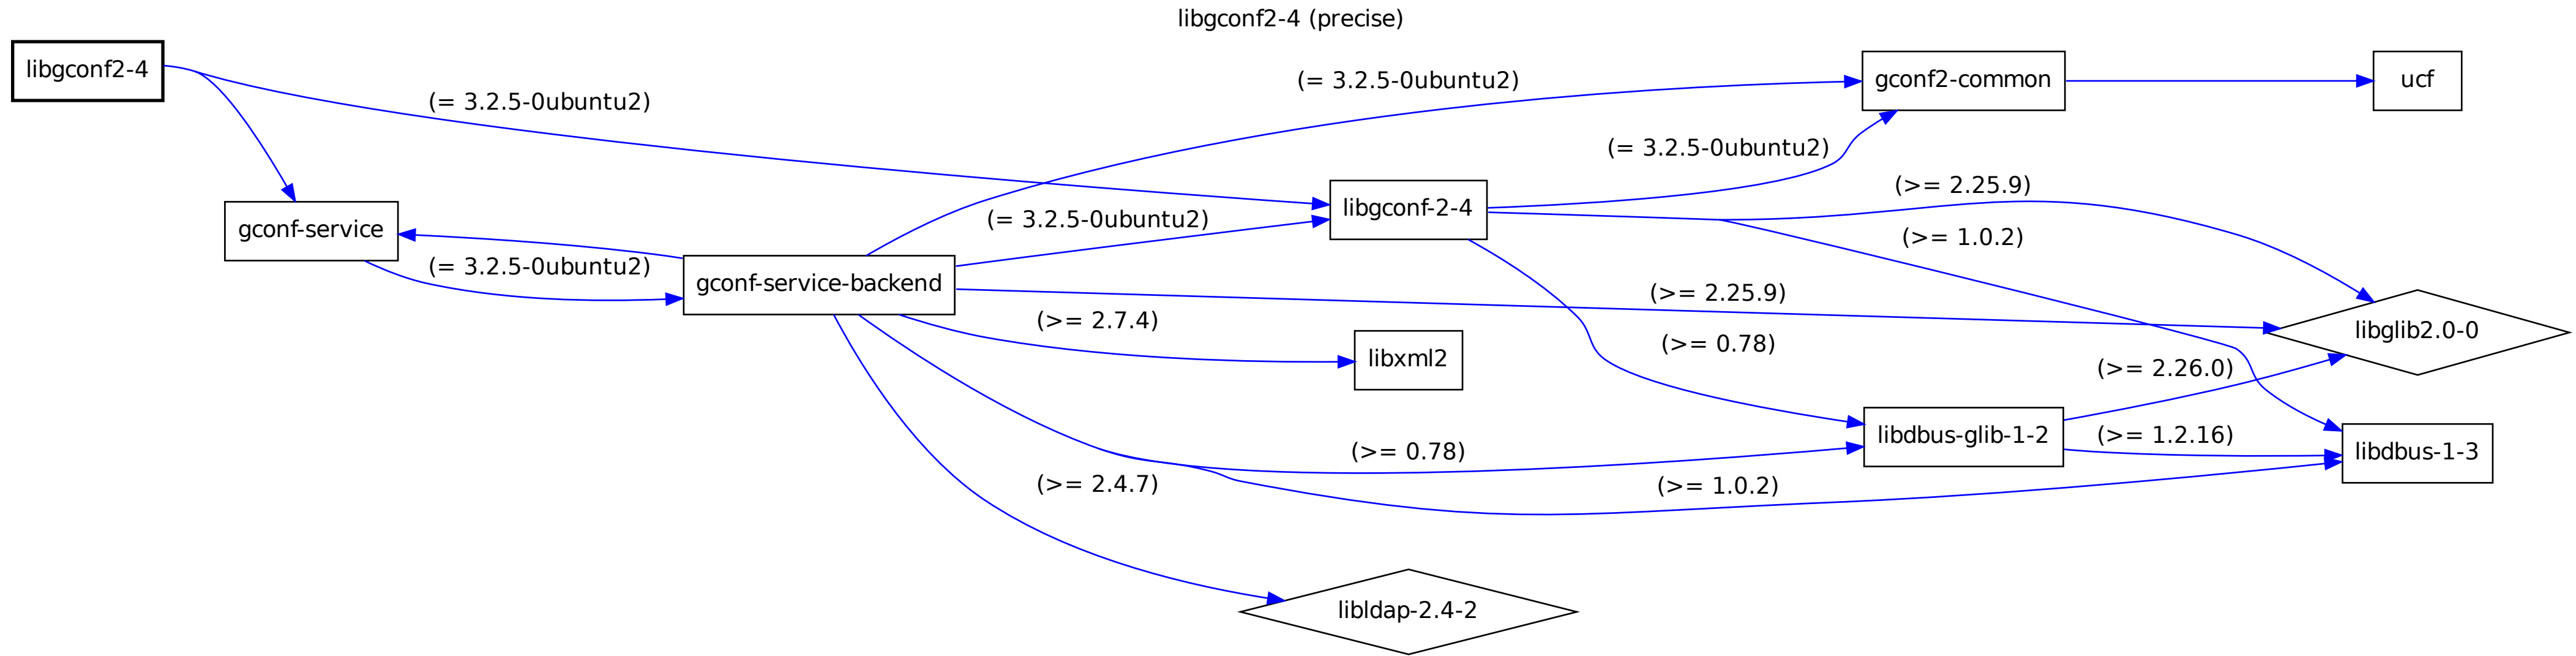 libgconf2-4 (precise)
libgconf2-4
(= 3.2.5-0ubuntu2)
(= 3.2.5-0ubuntu2)
gconf2-common
ucf
(= 3.2.5-0ubuntu2)
(>= 2.25.9)
libgconf-2-4
(= 3.2.5-0ubuntu2)
gconf-service
(>= 1.0.2)
(= 3.2.5-0ubuntu2)
gconf-service-backend
(>= 2.25.9)
(>= 2.7.4)
libglib2.0-0
(>= 0.78)
libxml2
(>= 2.26.0)
libdbus-glib-1-2
(>= 1.2.16)
(>= 0.78)
libdbus-1-3
(>= 2.4.7)
(>= 1.0.2)
libldap-2.4-2